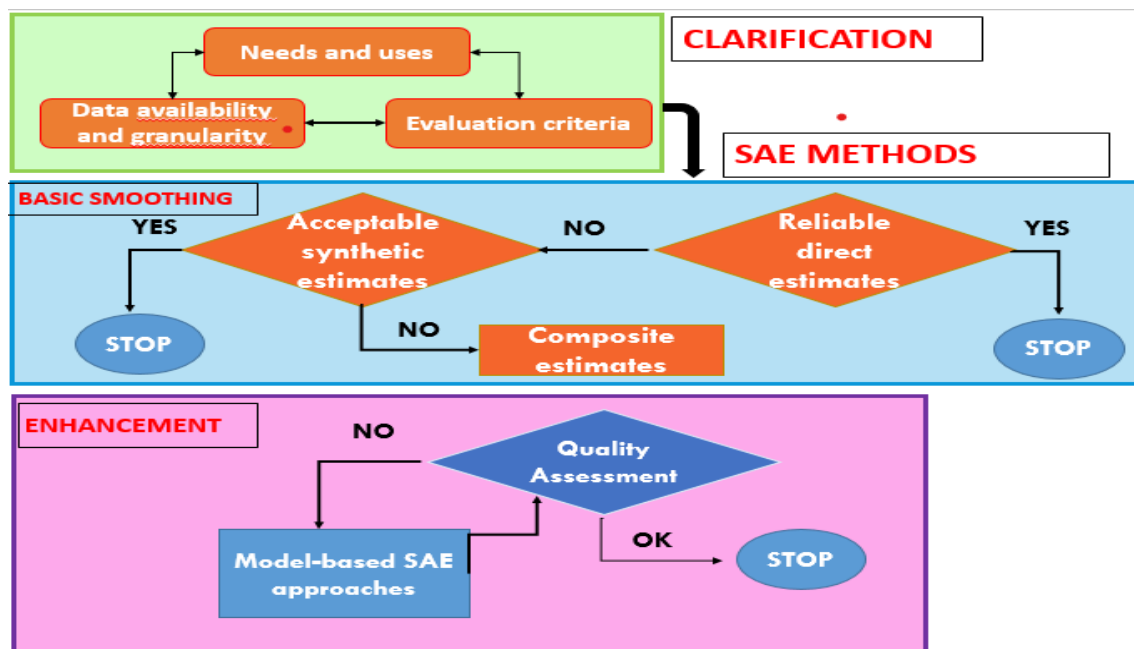 CLARIFICATION
Needs and uses
Data availability
and granularity
Evaluation criteria
SAE METHODS
BASIC SMOOTHING
YES
Acceptable
synthetic
estimates
NO
Reliable
direct
estimates
YES
STOP
NO
Composite
estimates
STOP
ENHANCEMENT
NO
Quality
Assessment
Model-based SAE
approaches
OK
STOP